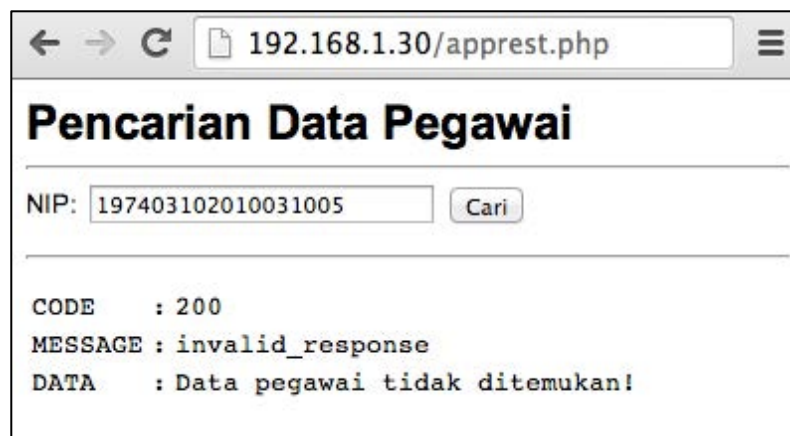 192.168.1.30/apprest.php
Pencarian Data Pegawai
NIP: 197403102010031005 Cari
CODE : 200
MESSAGE : invalid_response
DATA : Data pegawai tidak ditemukan!